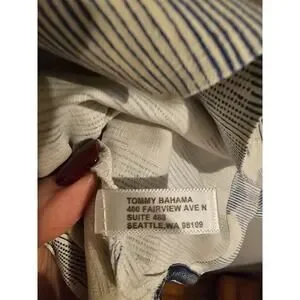 TOMMY BAHAMA
400 FAIRVIEW AVE N
SUITE 488
SEATTLE, WA 98109